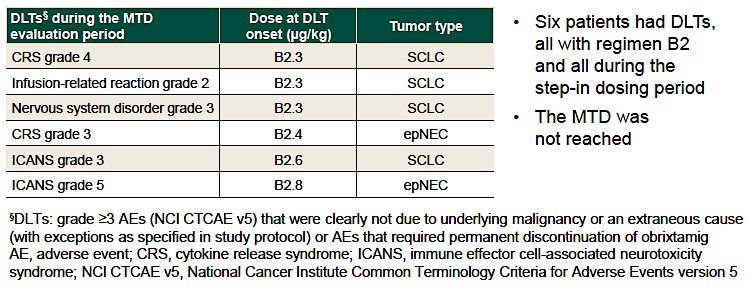 DLTs§ during the MTD evaluation period Dose at DLT onset (μg/kg) Tumor type
CRS grade 4 B2.3 SCLC
Infusion-related reaction grade 2 B2.3 SCLC
Nervous system disorder grade 3 B2.3 SCLC
CRS grade 3 B2.4 epNEC
ICANS grade 3 B2.6 SCLC
ICANS grade 5 B2.8 epNEC
• Six patients had DLTs,
all with regimen B2
and all during the
step-in dosing period
• The MTD was
not reached
§DLTs: grade ≥3 AEs (NCI CTCAE v5) that were clearly not due to underlying malignancy or an extraneous cause
(with exceptions as specified in study protocol) or AEs that required permanent discontinuation of obrixtamig
AE, adverse event; CRS, cytokine release syndrome; ICANS, immune effector cell-associated neurotoxicity
syndrome; NCI CTCAE v5, National Cancer Institute Common Terminology Criteria for Adverse Events version 5